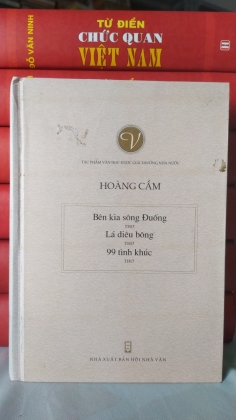 TỪ ĐIỂN
CHỨC QUAN
VIỆT NAM
ĐỖ VĂN NINH
V
TÁC PHẨM VĂN HỌC ĐƯỢC GIẢI THƯỞNG NHÀ NƯỚC
HOÀNG CẦM
Bên kia sông Đuống
THƠ
Lá diêu bông
THƠ
99 tình khúc
THƠ
NHÀ XUẤT BẢN HỘI NHÀ VĂN